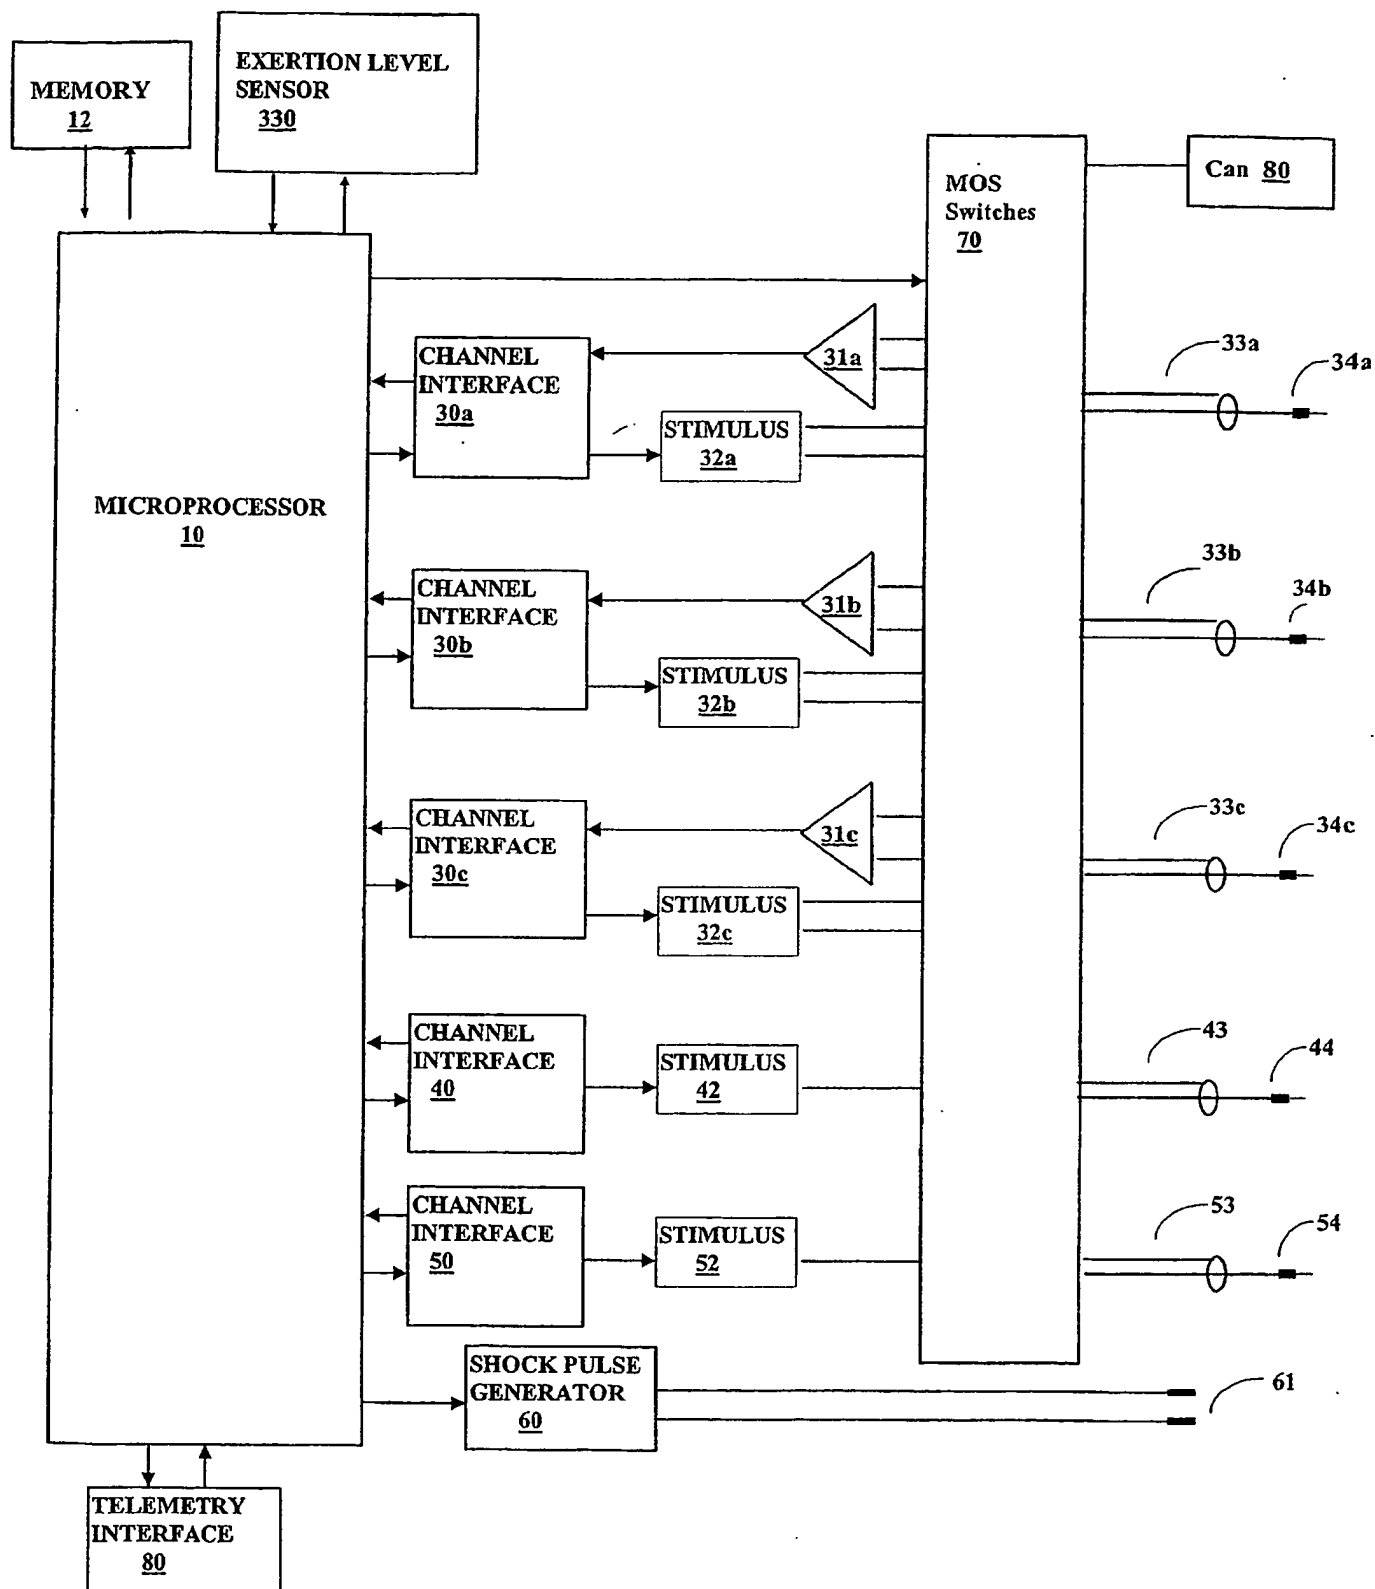 EXERTION LEVEL
SENSOR
330
MEMORY
12
MOS
Switches
70
Can 80
MICROPROCESSOR
10
CHANNEL
INTERFACE
30a
31a
STIMULUS
32a
33a
34a
CHANNEL
INTERFACE
30b
31b
STIMULUS
32b
33b
34b
CHANNEL
INTERFACE
30c
31c
STIMULUS
32c
33c
34c
CHANNEL
INTERFACE
40
STIMULUS
42
43
44
CHANNEL
INTERFACE
50
STIMULUS
52
53
54
SHOCK PULSE
GENERATOR
60
61
TELEMETRY
INTERFACE
80